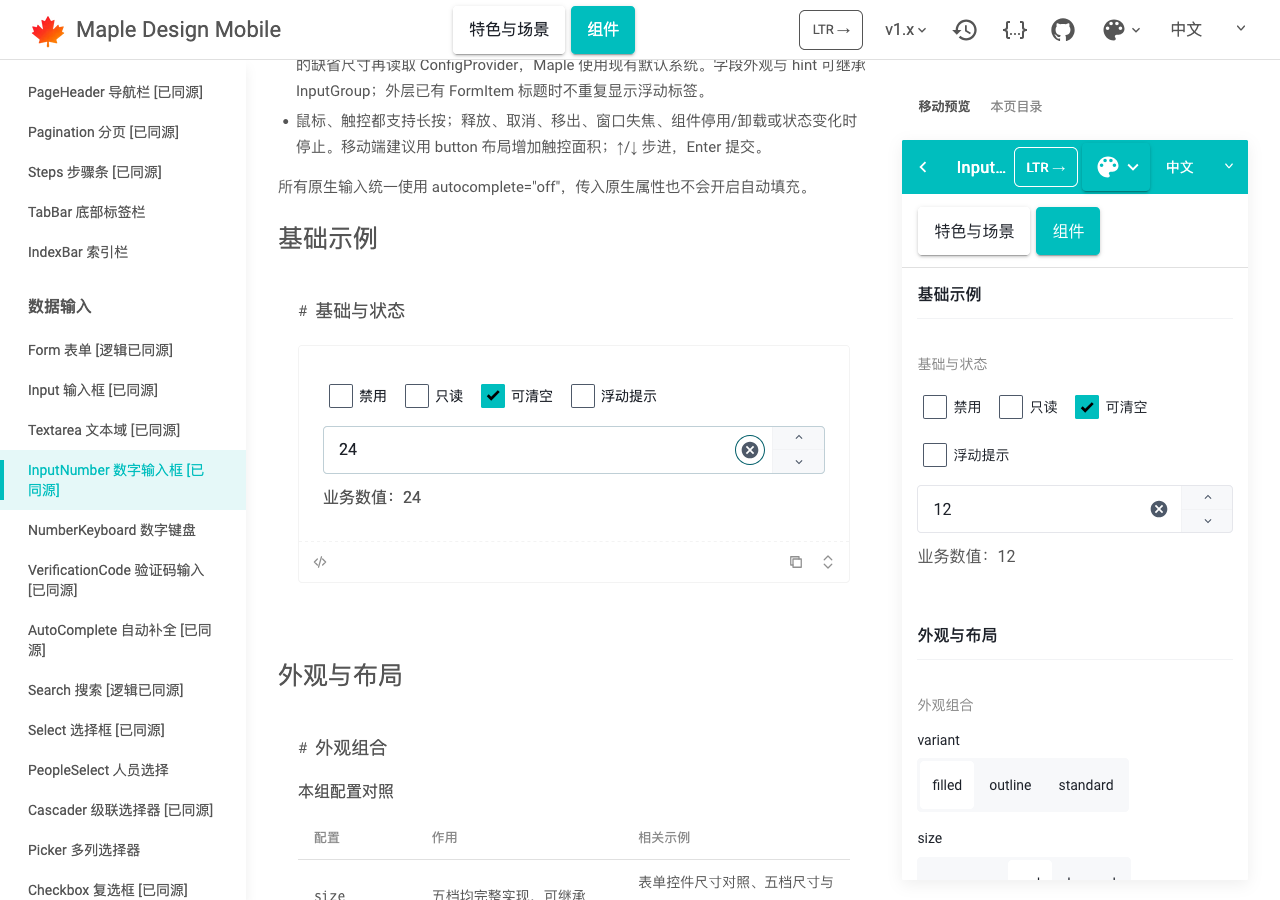 Maple Design Mobile
特色与场景
组件
LTR→
v1.x
中文
PageHeader 导航栏 [已同源]
Pagination 分页 [已同源]
Steps 步骤条 [已同源]
TabBar 底部标签栏
IndexBar 索引栏
数据输入
Form 表单 [逻辑已同源]
Input 输入框 [已同源]
Textarea 文本域 [已同源]
InputNumber 数字输入框 [已
同源]
NumberKeyboard 数字键盘
VerificationCode 验证码输入
[已同源]
AutoComplete 自动补全 [已同
源]
Search 搜索 [逻辑已同源]
Select 选择框 [已同源]
PeopleSelect 人员选择
Cascader 级联选择器 [已同源]
Picker 多列选择器
Checkbox 复选框 [已同源]
的缺省尺寸再读取 ConfigProvider，Maple 使用现有默认系统。字段外观与 hint 可继承
InputGroup；外层已有 FormItem 标题时不重复显示浮动标签。
• 鼠标、触控都支持长按；释放、取消、移出、窗口失焦、组件停用/卸载或状态变化时
停止。移动端建议用 button 布局增加触控面积；↑/↓ 步进，Enter 提交。
所有原生输入统一使用 autocomplete="off"，传入原生属性也不会开启自动填充。
基础示例
# 基础与状态
禁用
只读
可清空
浮动提示
24
业务数值：24
外观与布局
# 外观组合
本组配置对照
配置
作用
相关示例
size
五档均完整实现，可继承
表单控件尺寸对照、五档尺寸与
移动预览
本页目录
Input...
LTR→
中文
特色与场景
组件
基础示例
基础与状态
禁用
只读
可清空
浮动提示
12
业务数值：12
外观与布局
外观组合
variant
filled
outline
standard
size